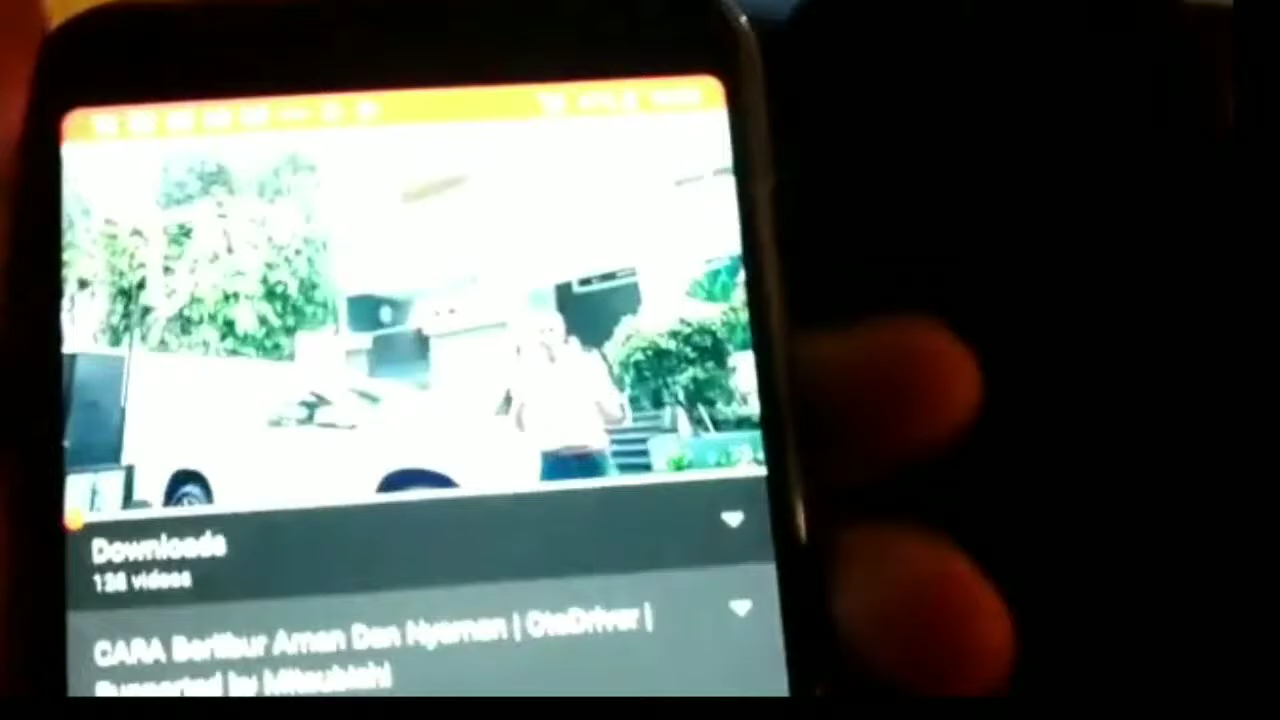 Downloads
128 videos
CARA Berlibur Aman Dan Nyaman | OtoDriver |
Supported by Mitsubishi